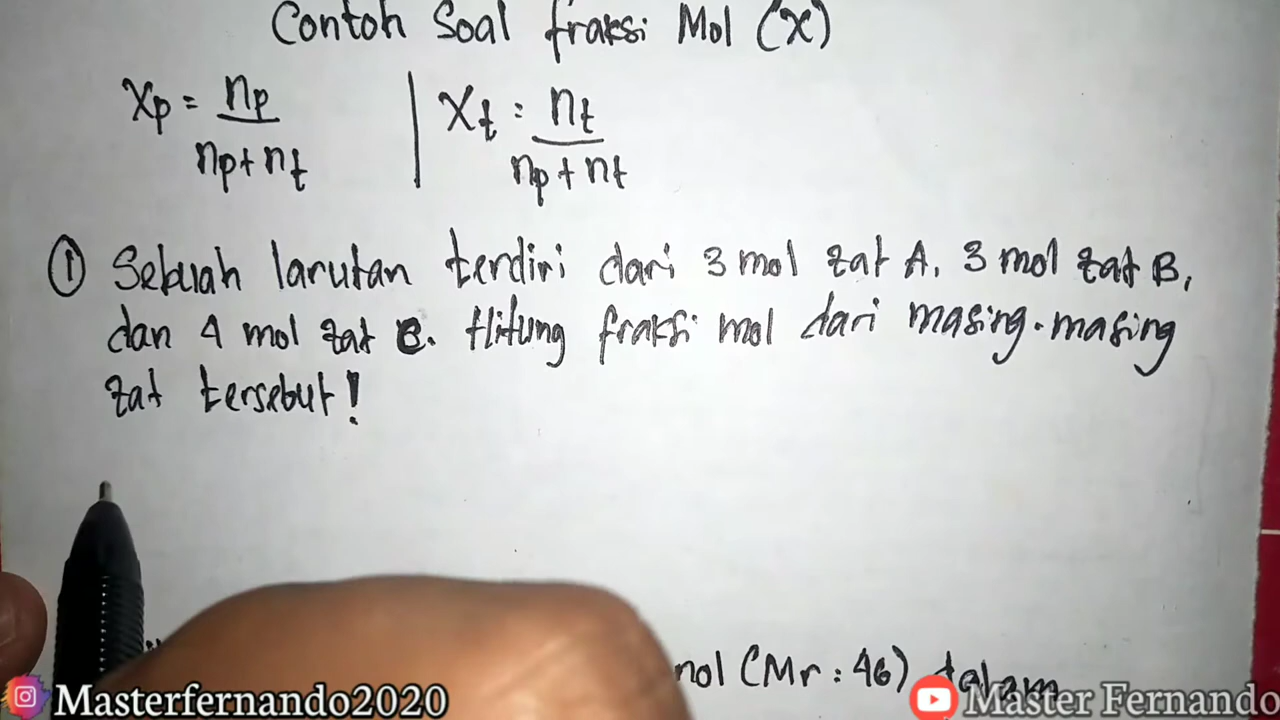 Contoh Soal fraksi Mol (X)
Xp = np / np + nt | Xt = nt / np + nt
① Sebuah larutan terdiri dari 3 mol zat A, 3 mol zat B,
dan 4 mol zat C. Hitung fraksi mol dari masing-masing
zat tersebut!
nol (Mr : 46) dalam
Masterfernando2020
Master Fernando